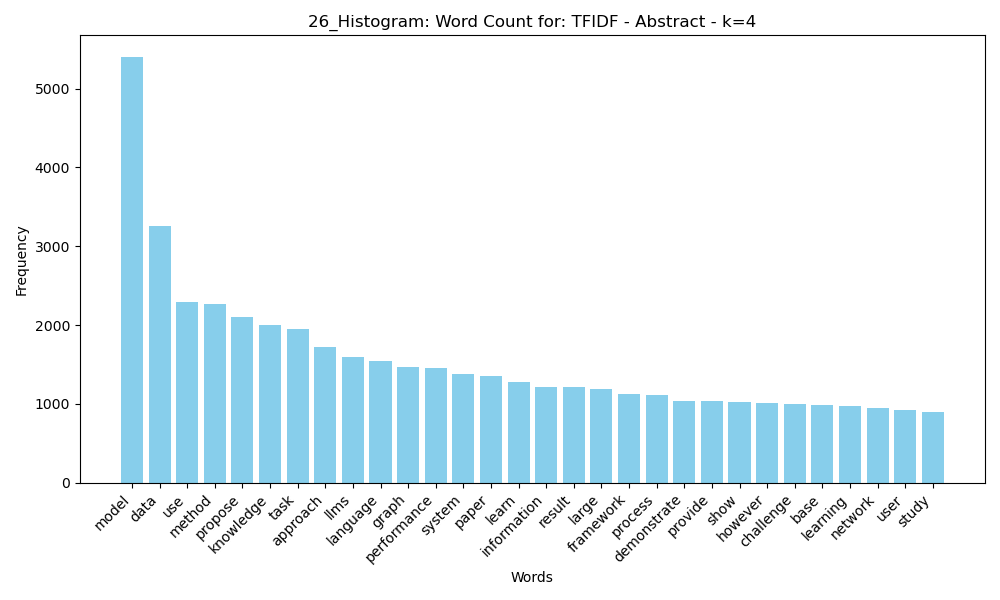 26_Histogram: Word Count for: TFIDF - Abstract - k=4
Frequency
5000
4000
3000
2000
1000
0
model
data
use
method
propose
knowledge
task
approach
llms
language
graph
performance
system
paper
learn
information
result
large
framework
process
demonstrate
provide
show
however
challenge
base
learning
network
user
study
Words